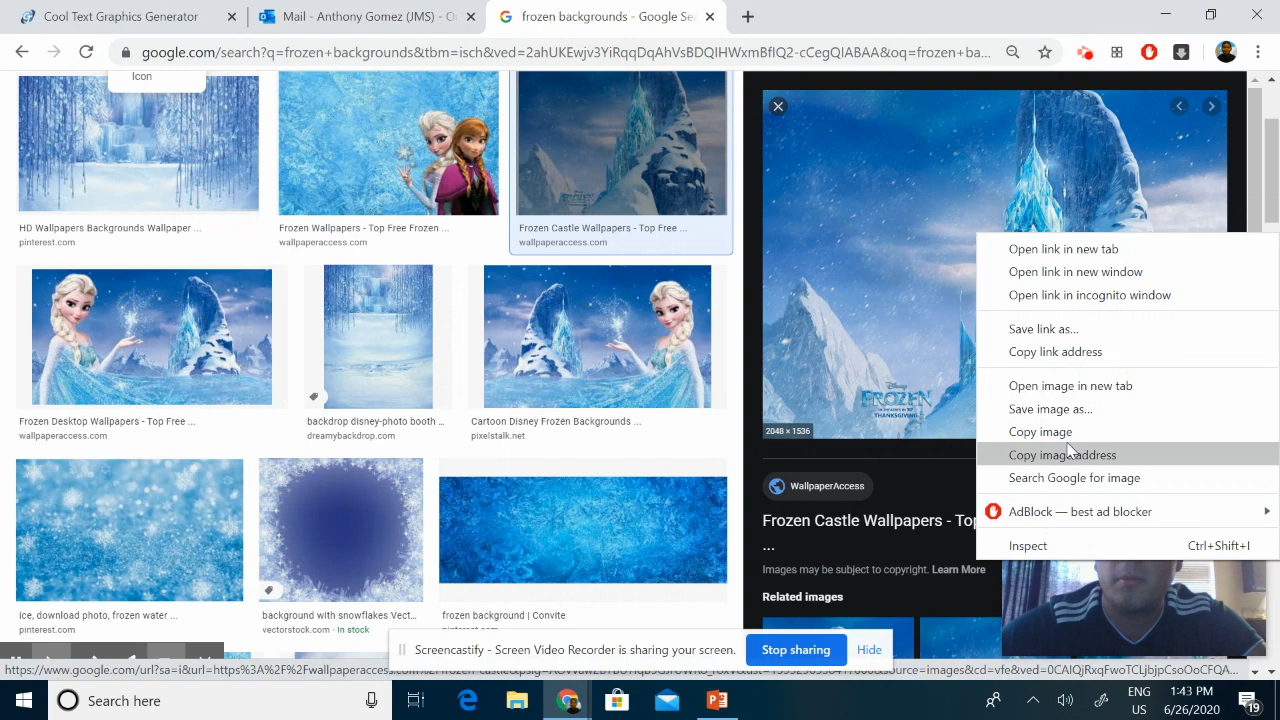 Cool Text Graphics Generator
Mail - Anthony Gomez (JMS) - O
frozen backgrounds - Google Se
google.com/search?q=frozen+backgrounds&tbm=isch&ved=2ahUKEwjv3YiRqqDqAhVsBDQIHWxmBfIQ2-cCegQIABAA&oq=frozen+ba...
Icon
HD Wallpapers Backgrounds Wallpaper ...
pinterest.com
Frozen Wallpapers - Top Free Frozen ...
wallpaperaccess.com
Frozen Castle Wallpapers - Top Free ...
wallpaperaccess.com
Frozen Desktop Wallpapers - Top Free ...
wallpaperaccess.com
backdrop disney-photo booth ...
dreamybackdrop.com
Cartoon Disney Frozen Backgrounds ...
pixelstalk.net
ice, download photo, frozen water ...
pinterest.com
background with snowflakes Vect...
vectorstock.com - In stock
frozen background | Convite
Disney
FROZEN
THANKSGIVING
2048 × 1536
WallpaperAccess
Frozen Castle Wallpapers - Top
...
Images may be subject to copyright. Learn More
Related images
Open link in new tab
Open link in new window
Open link in incognito window
Save link as...
Copy link address
Open image in new tab
Save image as...
Copy image
Copy image address
Search Google for image
AdBlock — best ad blocker
Inspect Ctrl+Shift+I
Screencastify - Screen Video Recorder is sharing your screen. Stop sharing Hide
Search here
ENG
US
1:43 PM
6/26/2020
19